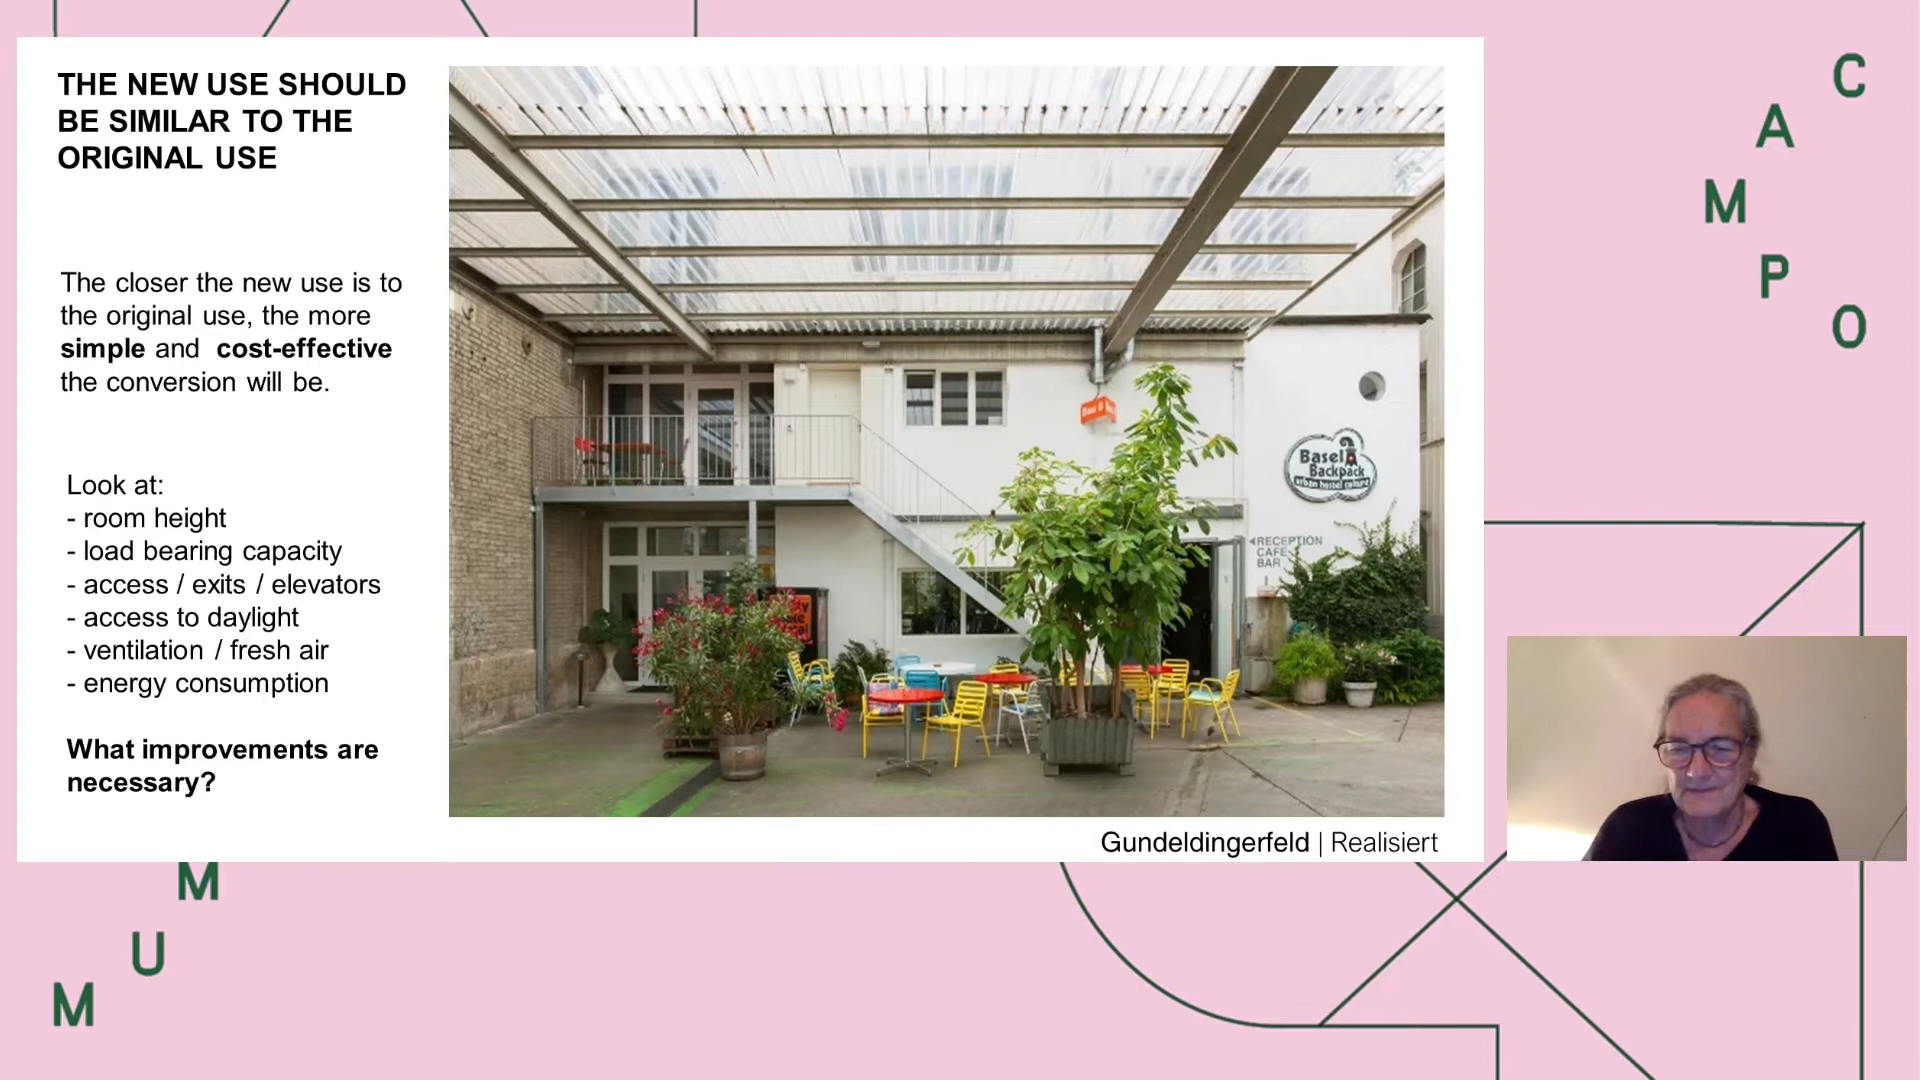 THE NEW USE SHOULD
BE SIMILAR TO THE
ORIGINAL USE
The closer the new use is to
the original use, the more
simple and cost-effective
the conversion will be.
Look at:
- room height
- load bearing capacity
- access / exits / elevators
- access to daylight
- ventilation / fresh air
- energy consumption
What improvements are
necessary?
Basel
Backpack
urban hostel culture
RECEPTION
CAFE
BAR
Gundeldingerfeld | Realisiert
C
A
M
P
O
M
U
M